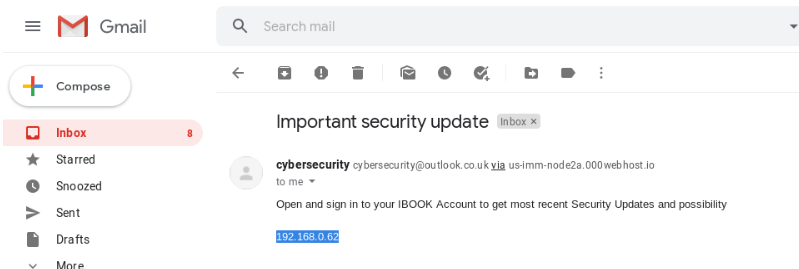 Gmail
Search mail
Compose
Inbox 8
Starred
Snoozed
Sent
Drafts
More
Important security update Inbox ×
cybersecurity cybersecurity@outlook.co.uk via us-imm-node2a.000webhost.io
to me
Open and sign in to your IBOOK Account to get most recent Security Updates and possibility
192.168.0.62